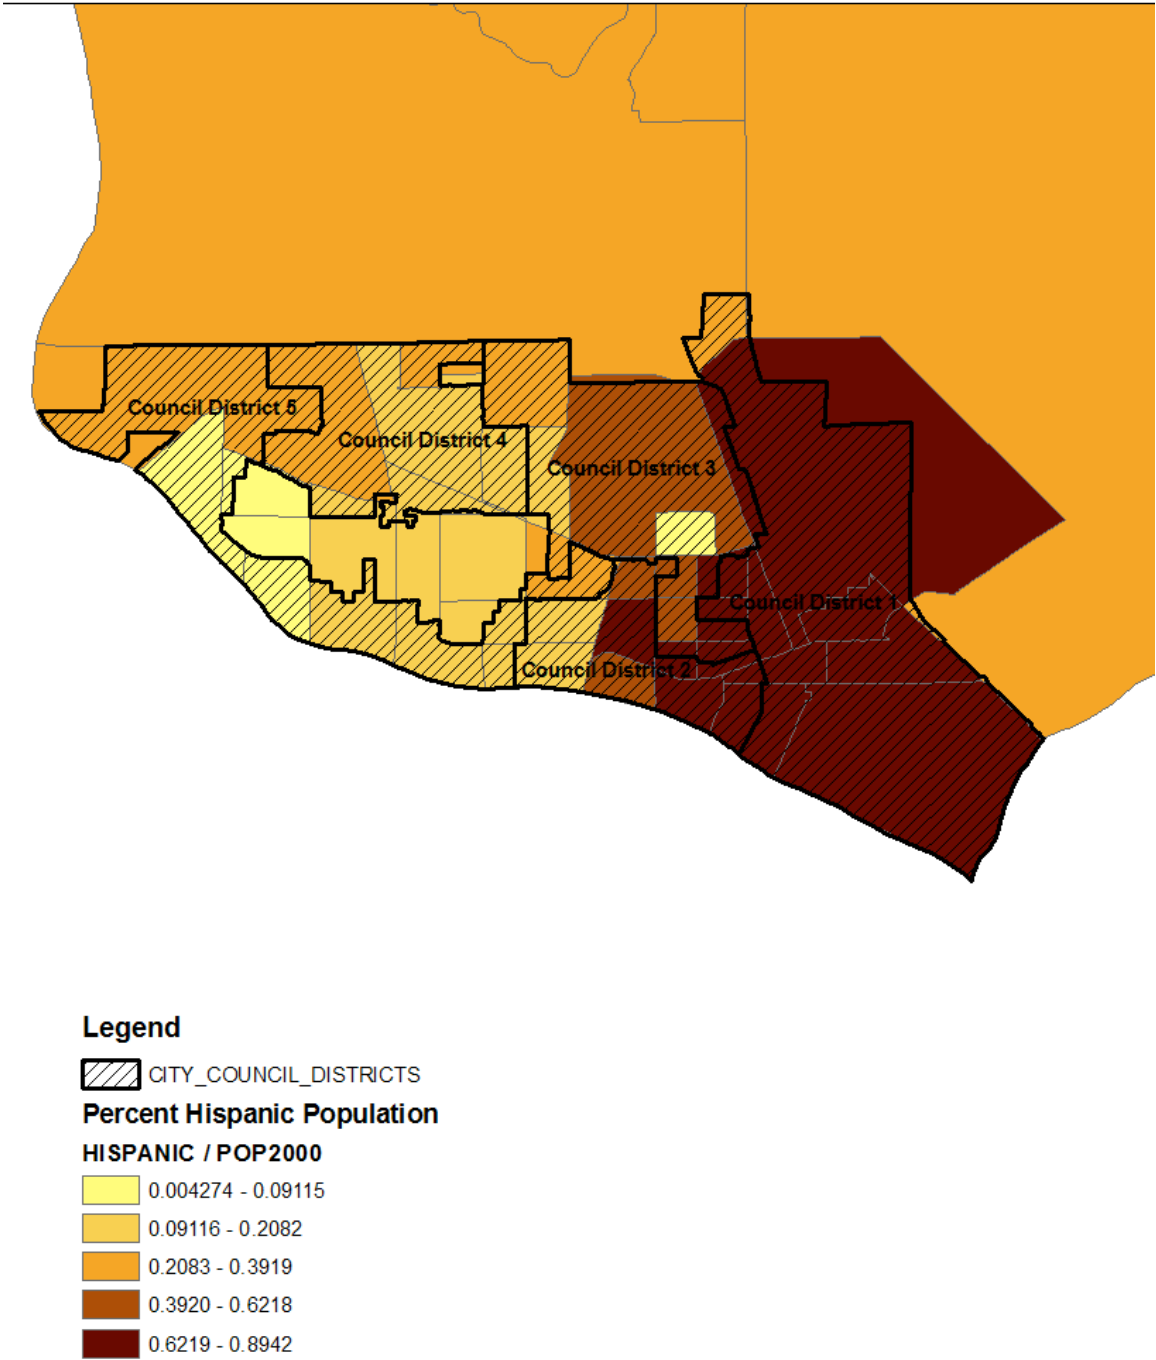 Council District 5
Council District 4
Council District 3
Council District 1
Council District 2
Legend
CITY_COUNCIL_DISTRICTS
Percent Hispanic Population
HISPANIC / POP2000
0.004274 - 0.09115
0.09116 - 0.2082
0.2083 - 0.3919
0.3920 - 0.6218
0.6219 - 0.8942